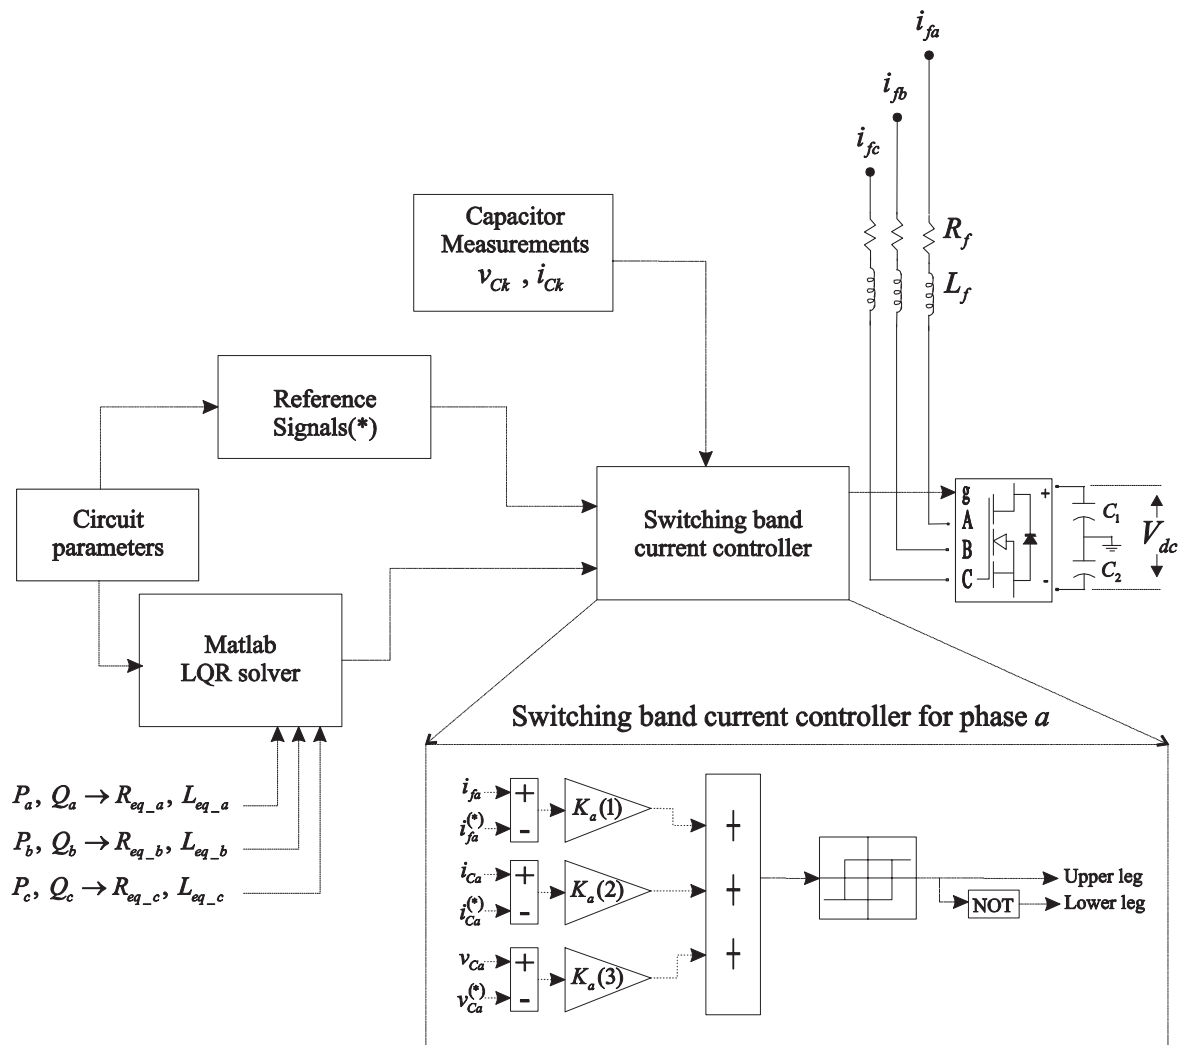 i_fa
i_fb
i_fc
R_f
L_f
Capacitor
Measurements
v_Ck , i_Ck
Reference
Signals(*)
Circuit
parameters
Switching band
current controller
g
A
B
C
+
-
C_1
C_2
V_dc
Matlab
LQR solver
P_a, Q_a → R_eq_a, L_eq_a
P_b, Q_b → R_eq_b, L_eq_b
P_c, Q_c → R_eq_c, L_eq_c
Switching band current controller for phase a
i_fa
+
i_fa^(*)
-
K_a(1)
+
i_Ca
+
i_Ca^(*)
-
K_a(2)
+
v_Ca
+
v_Ca^(*)
-
K_a(3)
+
Upper leg
NOT
Lower leg